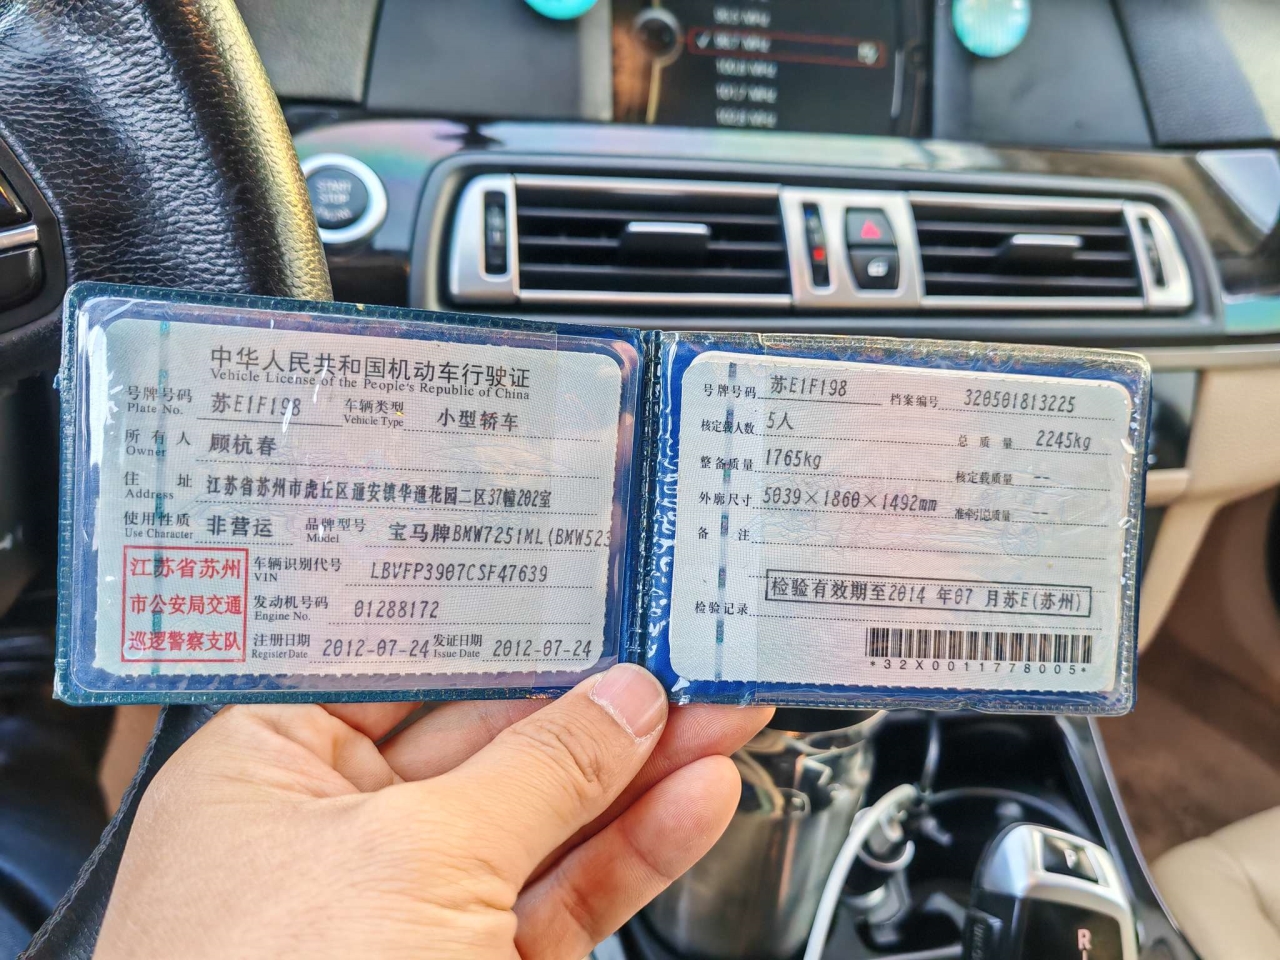 98.7 MHz
100.8 MHz
101.7 MHz
START
STOP
中华人民共和国机动车行驶证
Vehicle License of the People's Republic of China
号牌号码 苏E1F198 车辆类型 小型轿车
Plate No. Vehicle Type
所有人 顾杭春
Owner
住址 江苏省苏州市虎丘区通安镇华通花园二区37幢202室
Address
使用性质 非营运 品牌型号 宝马牌BMW7251ML(BMW523
Use Character Model
江苏省苏州
市公安局交通
巡逻警察支队
车辆识别代号 LBVFP3907CSF47639
VIN
发动机号码 01288172
Engine No.
注册日期 2012-07-24 发证日期 2012-07-24
Register Date Issue Date
号牌号码 苏E1F198 档案编号 320501813225
核定载人数 5人 总质量 2245kg
整备质量 1765kg 核定载质量 --
外廓尺寸 5039×1860×1492mm 准牵引总质量 --
备注
检验记录 检验有效期至2014 年07 月苏E(苏州)
*32X0011778005*
P
R